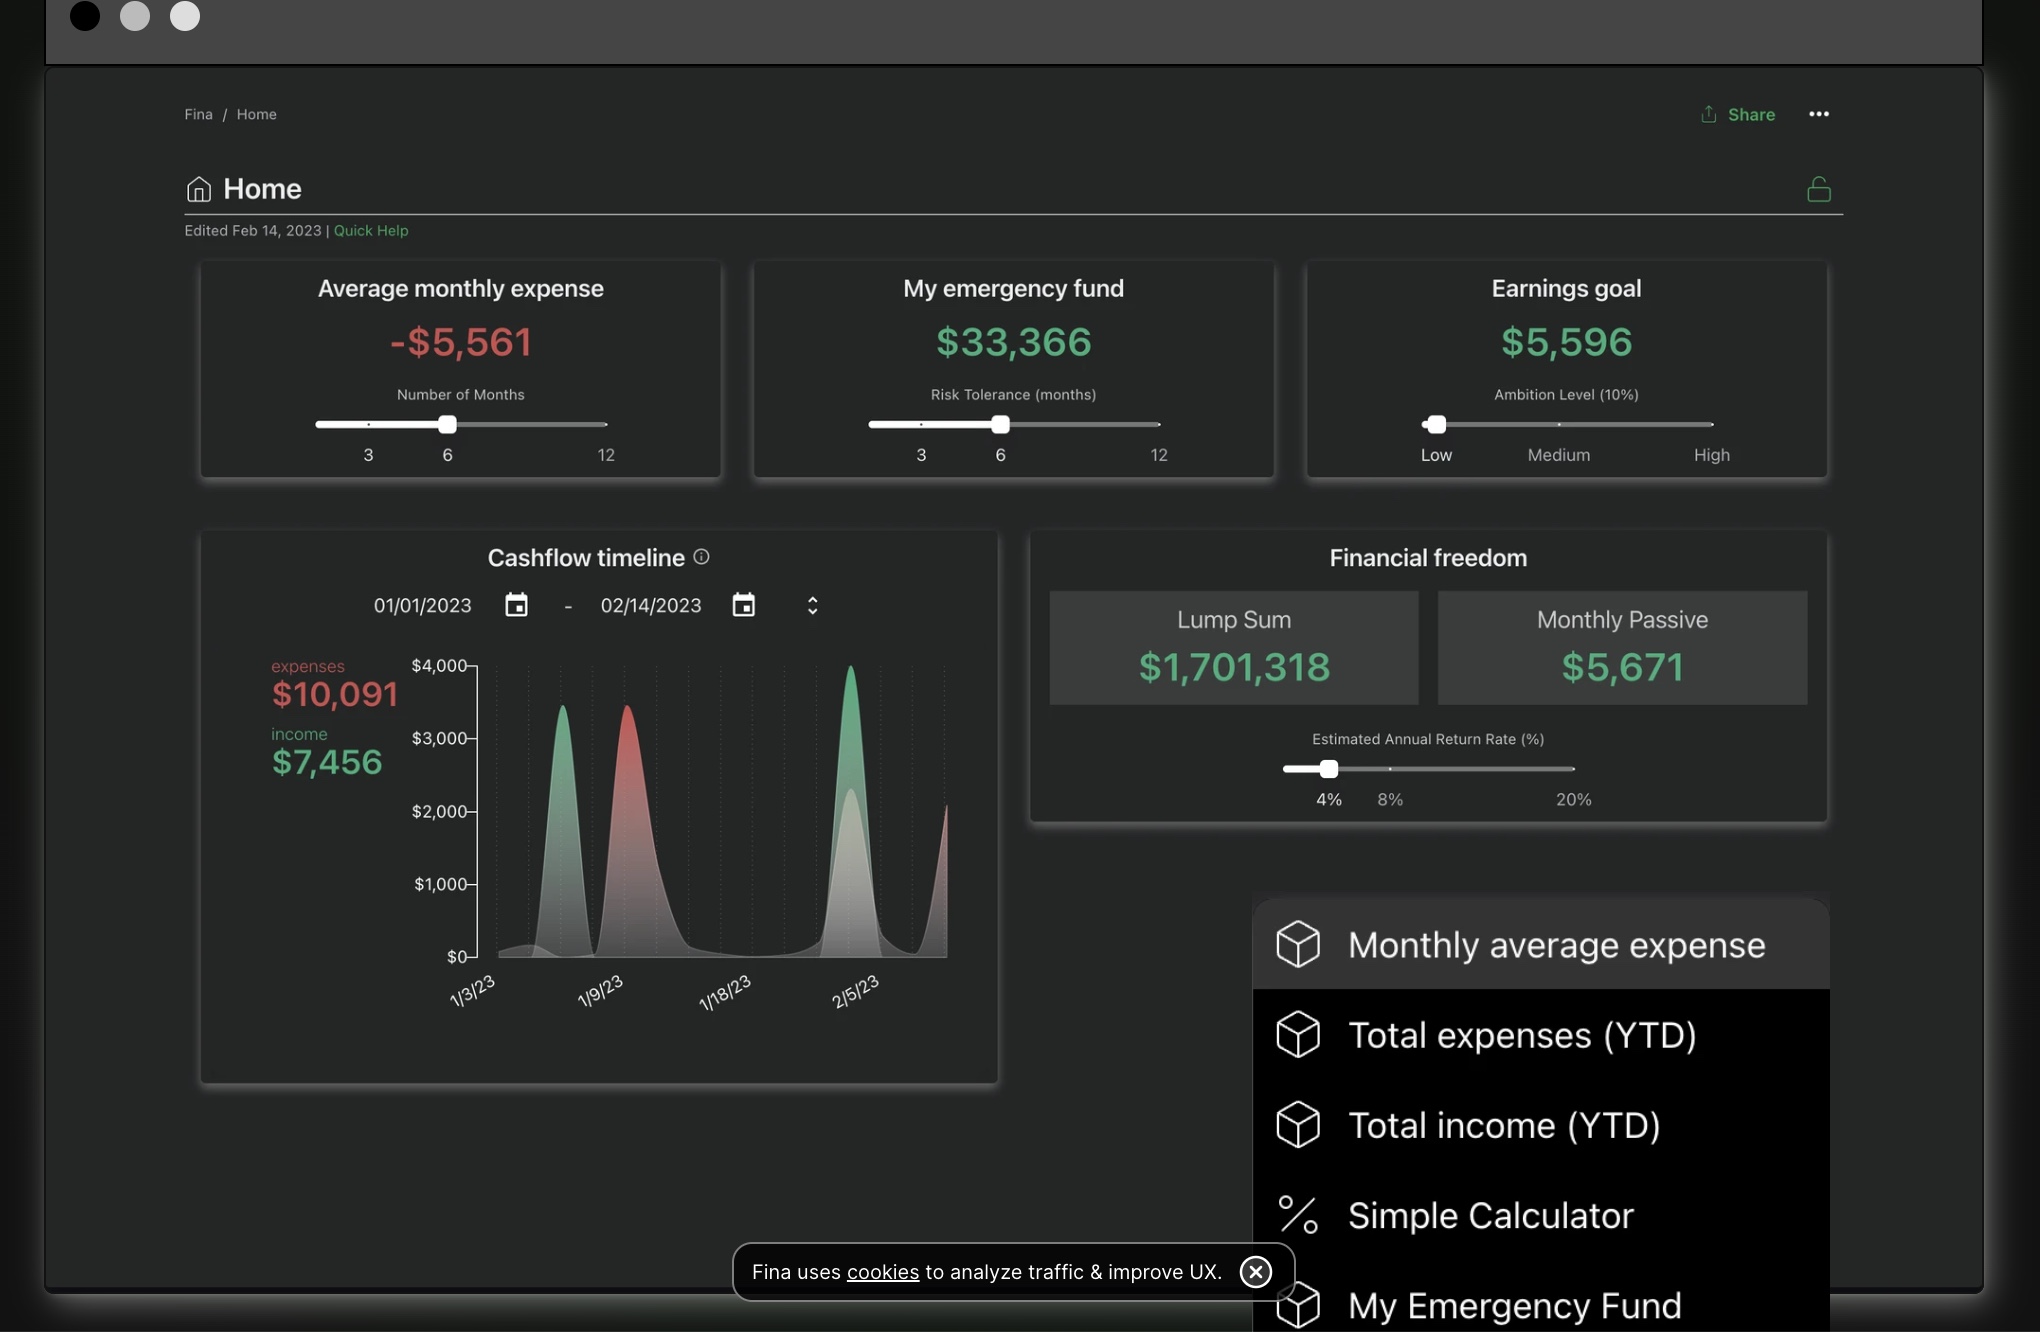 Fina / Home
Share
Home
Edited Feb 14, 2023 | Quick Help
Average monthly expense
-$5,561
Number of Months
3 6 12
My emergency fund
$33,366
Risk Tolerance (months)
3 6 12
Earnings goal
$5,596
Ambition Level (10%)
Low Medium High
Cashflow timeline
01/01/2023 - 02/14/2023
expenses
$10,091
income
$7,456
$4,000
$3,000
$2,000
$1,000
$0
1/3/23 1/9/23 1/18/23 2/5/23
Financial freedom
Lump Sum
$1,701,318
Monthly Passive
$5,671
Estimated Annual Return Rate (%)
4% 8% 20%
Monthly average expense
Total expenses (YTD)
Total income (YTD)
Simple Calculator
My Emergency Fund
Fina uses cookies to analyze traffic & improve UX.